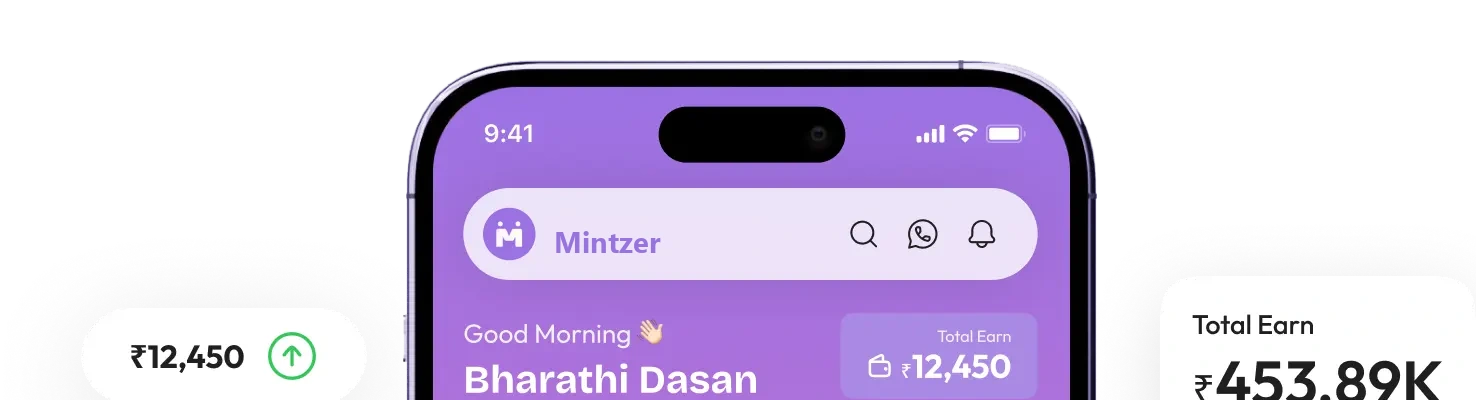 9:41
Mintzer
Good Morning 👋🏻
Total Earn
₹12,450
Bharathi Dasan
₹12,450
Total Earn
₹453.89K